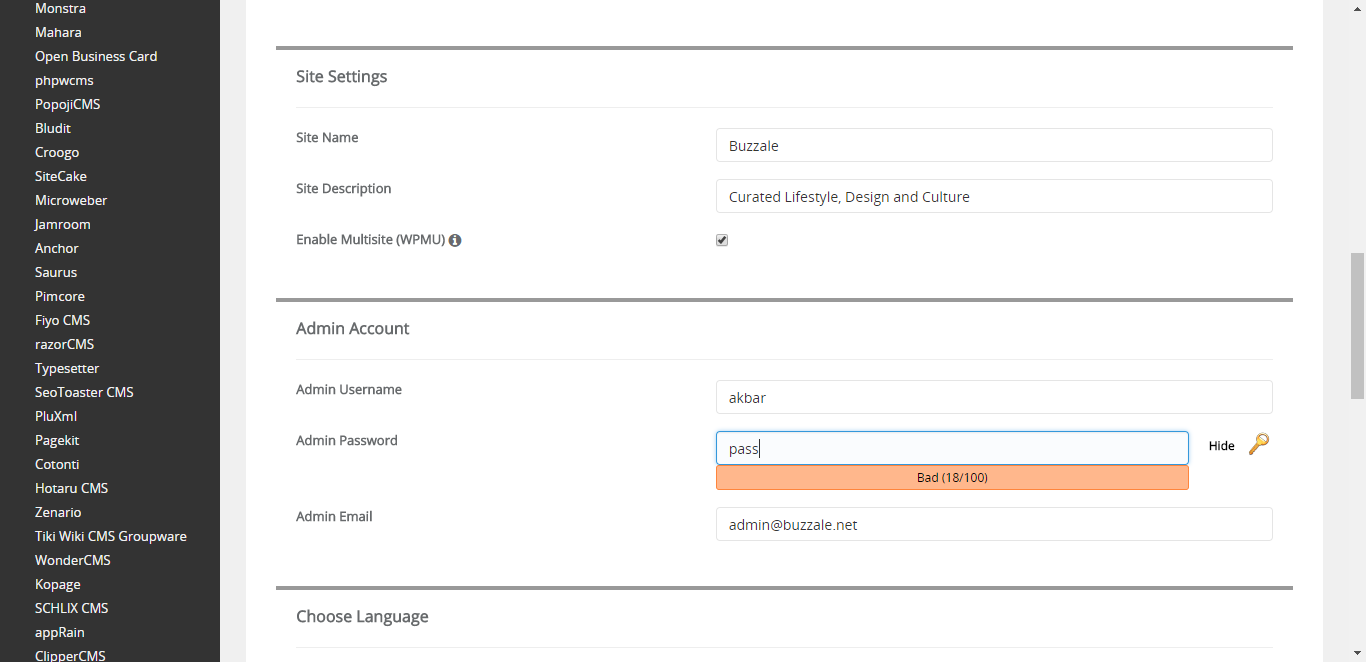 Monstra
Mahara
Open Business Card
phpwcms
PopojiCMS
Bludit
Croogo
SiteCake
Microweber
Jamroom
Anchor
Saurus
Pimcore
Fiyo CMS
razorCMS
Typesetter
SeoToaster CMS
PluXml
Pagekit
Cotonti
Hotaru CMS
Zenario
Tiki Wiki CMS Groupware
WonderCMS
Kopage
SCHLIX CMS
appRain
ClipperCMS
Site Settings
Site Name
Buzzale
Site Description
Curated Lifestyle, Design and Culture
Enable Multisite (WPMU)
Admin Account
Admin Username
akbar
Admin Password
pass
Hide
Bad (18/100)
Admin Email
admin@buzzale.net
Choose Language